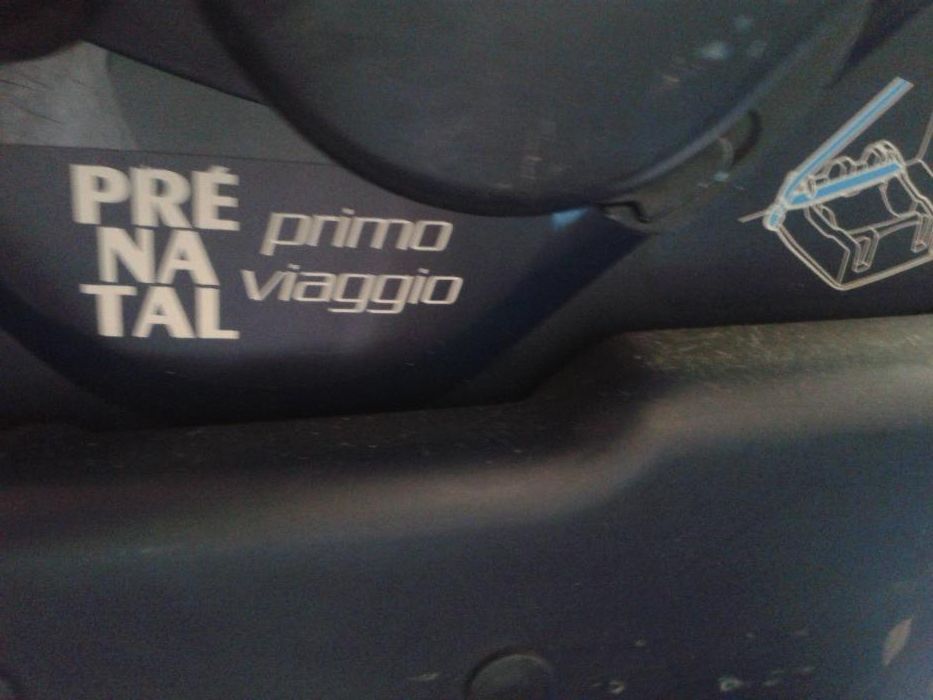 PRÉ
NA
TAL
primo
viaggio